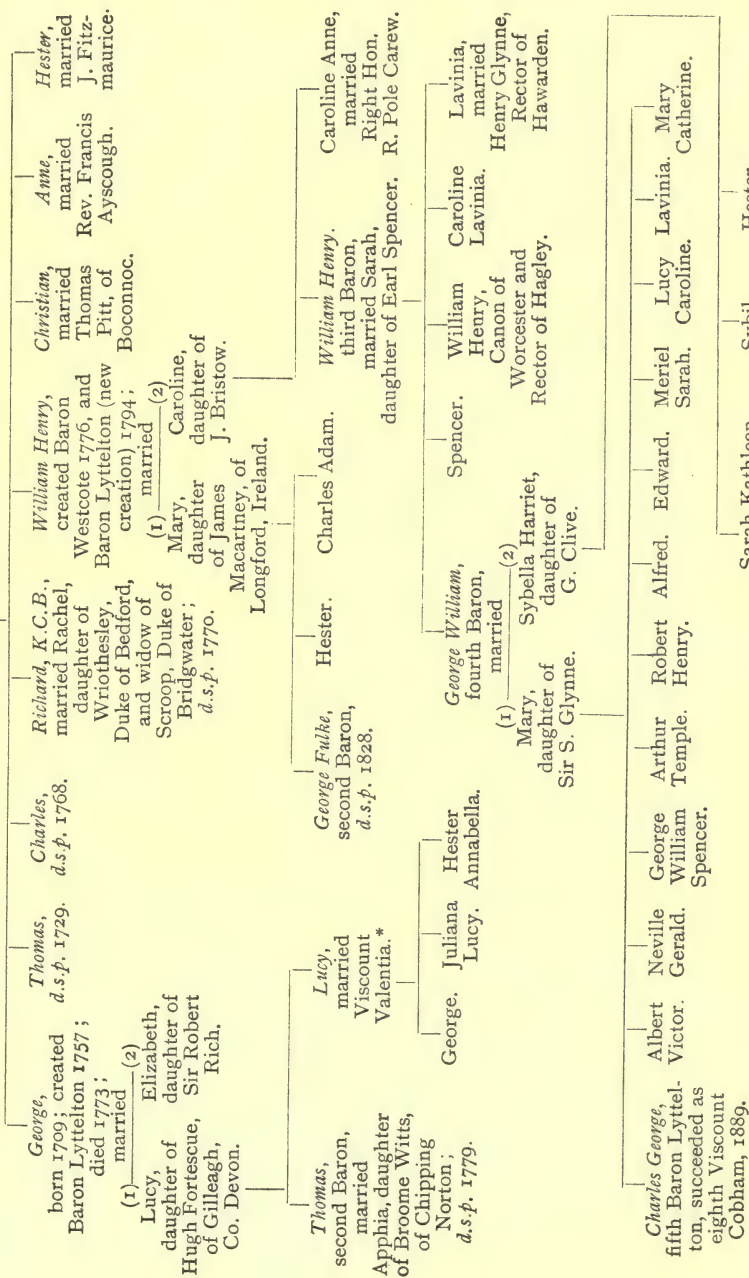 George,
born 1709; created
Baron Lyttelton 1757;
died 1773;
married
(1) (2)
Lucy,
daughter of
Hugh Fortescue,
of Gilleagh,
Co. Devon.
Elizabeth,
daughter of
Sir Robert
Rich.
Thomas,
d.s.p. 1729.
Charles,
d.s.p. 1768.
Richard, K.C.B.,
married Rachel,
daughter of
Wriothesley,
Duke of Bedford,
and widow of
Scroop, Duke of
Bridgwater;
d.s.p. 1770.
William Henry,
created Baron
Westcote 1776, and
Baron Lyttelton (new
creation) 1794;
married
(1) (2)
Mary,
daughter
of James
Macartney, of
Longford, Ireland.
Caroline,
daughter of
J. Bristow.
Christian,
married
Thomas
Pitt, of
Boconnoc.
Anne,
married
Rev. Francis
Ayscough.
Hester,
married
J. Fitz-
maurice.
Thomas,
second Baron,
married
Apphia, daughter
of Broome Witts,
of Chipping
Norton;
d.s.p. 1779.
Lucy,
married
Viscount
Valentia.*
George.
Juliana
Lucy.
Hester
Annabella.
George Fulke,
second Baron,
d.s.p. 1828.
Hester.
Charles Adam.
William Henry.
third Baron,
married Sarah,
daughter of Earl Spencer.
Caroline Anne,
married
Right Hon.
R. Pole Carew.
George William,
fourth Baron,
married
(1) (2)
Mary,
daughter of
Sir S. Glynne.
Sybella Harriet,
daughter of
G. Clive.
Spencer.
William
Henry,
Canon of
Worcester and
Rector of Hagley.
Caroline
Lavinia.
Lavinia,
married
Henry Glynne,
Rector of
Hawarden.
Charles George,
fifth Baron Lyttel-
ton, succeeded as
eighth Viscount
Cobham, 1889.
Albert
Victor.
Neville
Gerald.
George
William
Spencer.
Arthur
Temple.
Robert
Henry.
Alfred.
Edward.
Meriel
Sarah.
Lucy
Caroline.
Lavinia.
Mary
Catherine.
Sarah Kathleen
Sybil
Hester